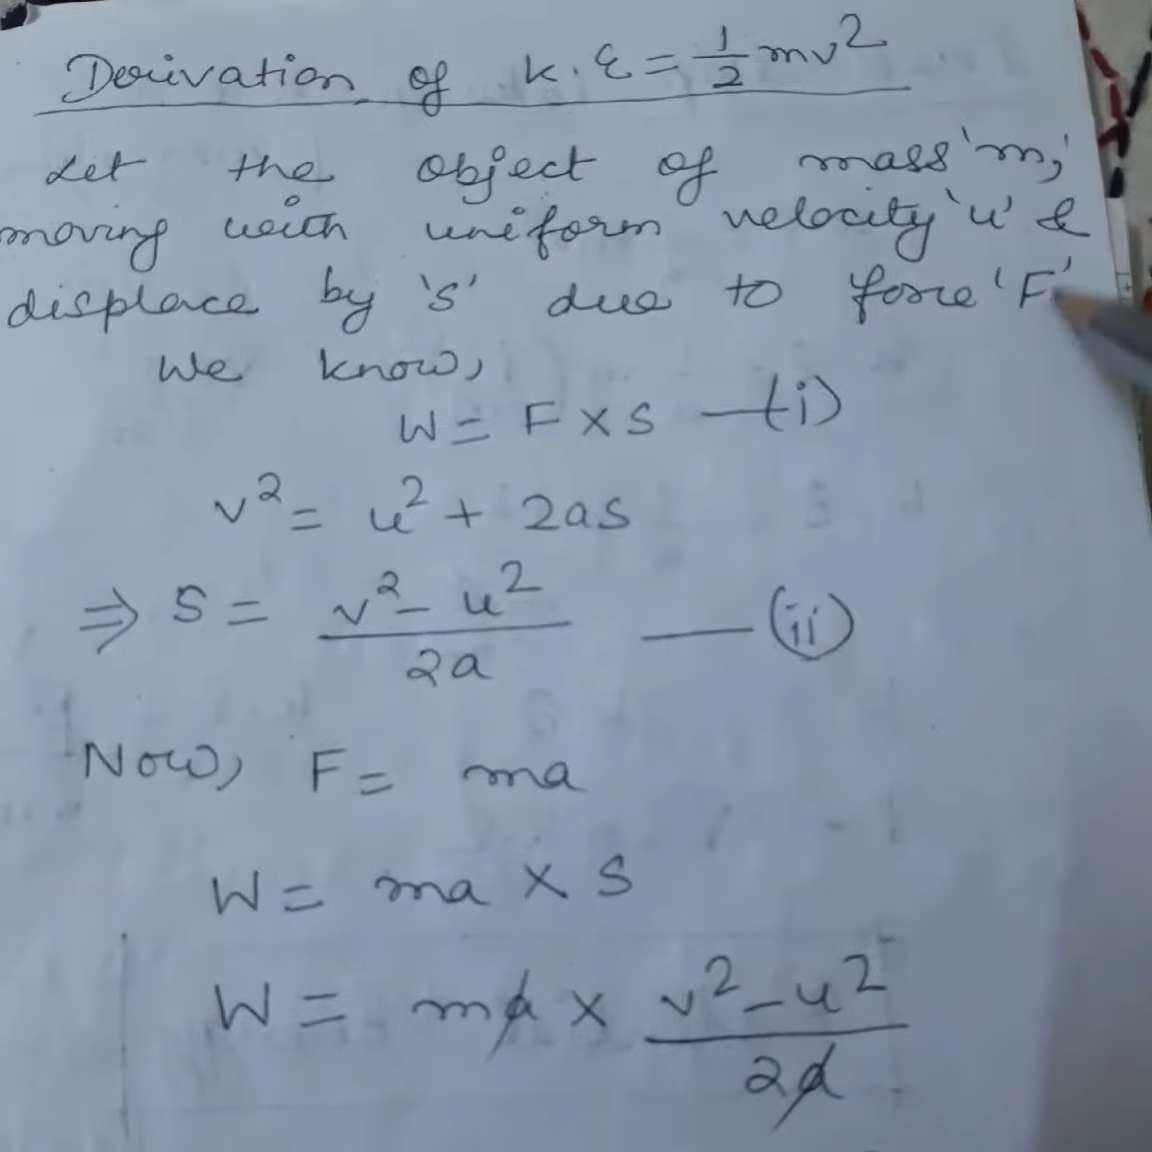 Derivation of K.E = 1/2 mv²
Let the object of mass 'm,'
moving with uniform velocity 'u' &
displace by 's' due to force 'F'
We know,
W = F × S —(i)
v² = u² + 2as
⇒ S = (v² - u²)/2a —(ii)
Now, F = ma
W = ma × S
W = ma × (v² - u²)/2a